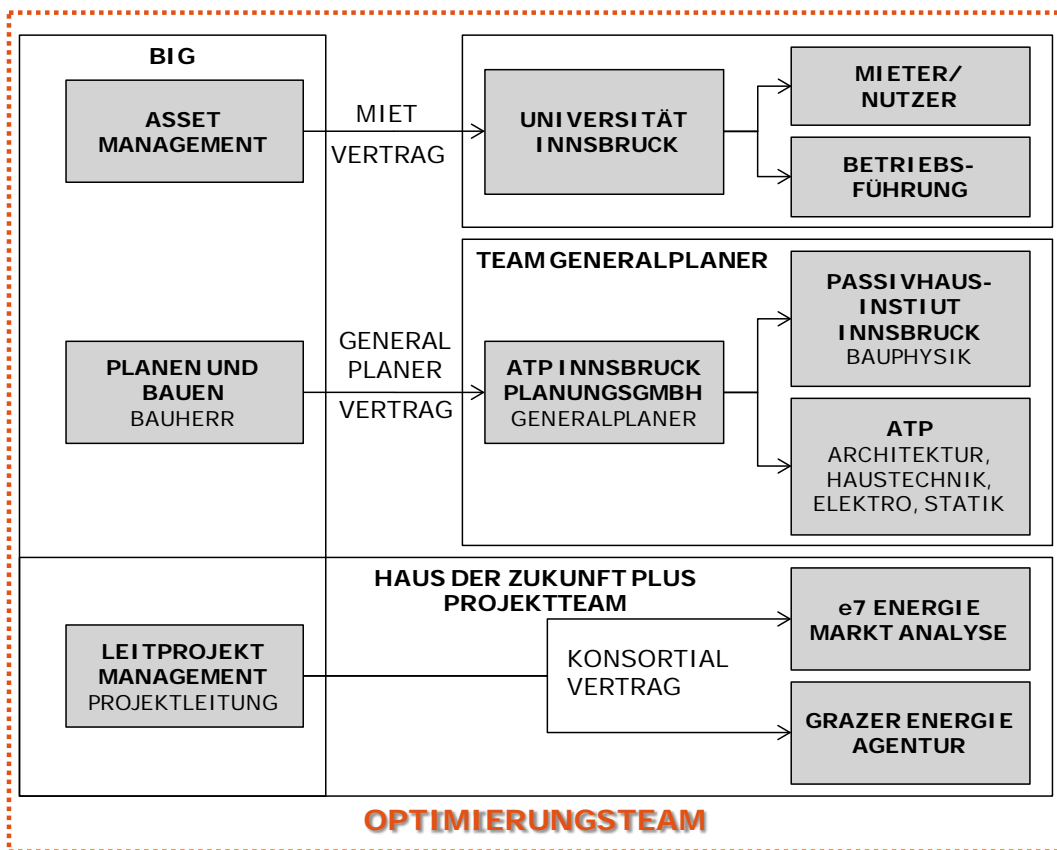 BIG
ASSET
MANAGEMENT
MIET
VERTRAG
UNIVERSITÄT
INNSBRUCK
MIETER/
NUTZER
BETRIEBS-
FÜHRUNG
TEAM GENERALPLANER
PLANEN UND
BAUEN
BAUHERR
GENERAL
PLANER
VERTRAG
ATP INNSBRUCK
PLANUNGSGMBH
GENERALPLANER
PASSIVHAUS-
INSTIUT
INNSBRUCK
BAUPHYSIK
ATP
ARCHITEKTUR,
HAUSTECHNIK,
ELEKTRO, STATIK
HAUS DER ZUKUNFT PLUS
PROJEKTTEAM
LEITPROJEKT
MANAGEMENT
PROJEKTLEITUNG
KONSORTIAL
VERTRAG
e7 ENERGIE
MARKT ANALYSE
GRAZER ENERGIE
AGENTUR
OPTIMIERUNGSTEAM